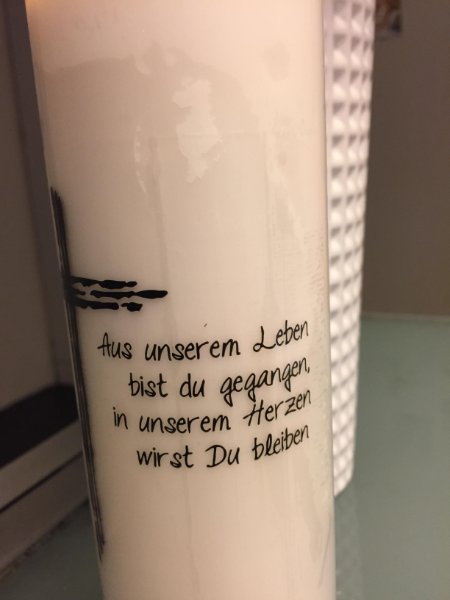 Aus unserem Leben
bist du gegangen,
in unserem Herzen
wirst Du bleiben